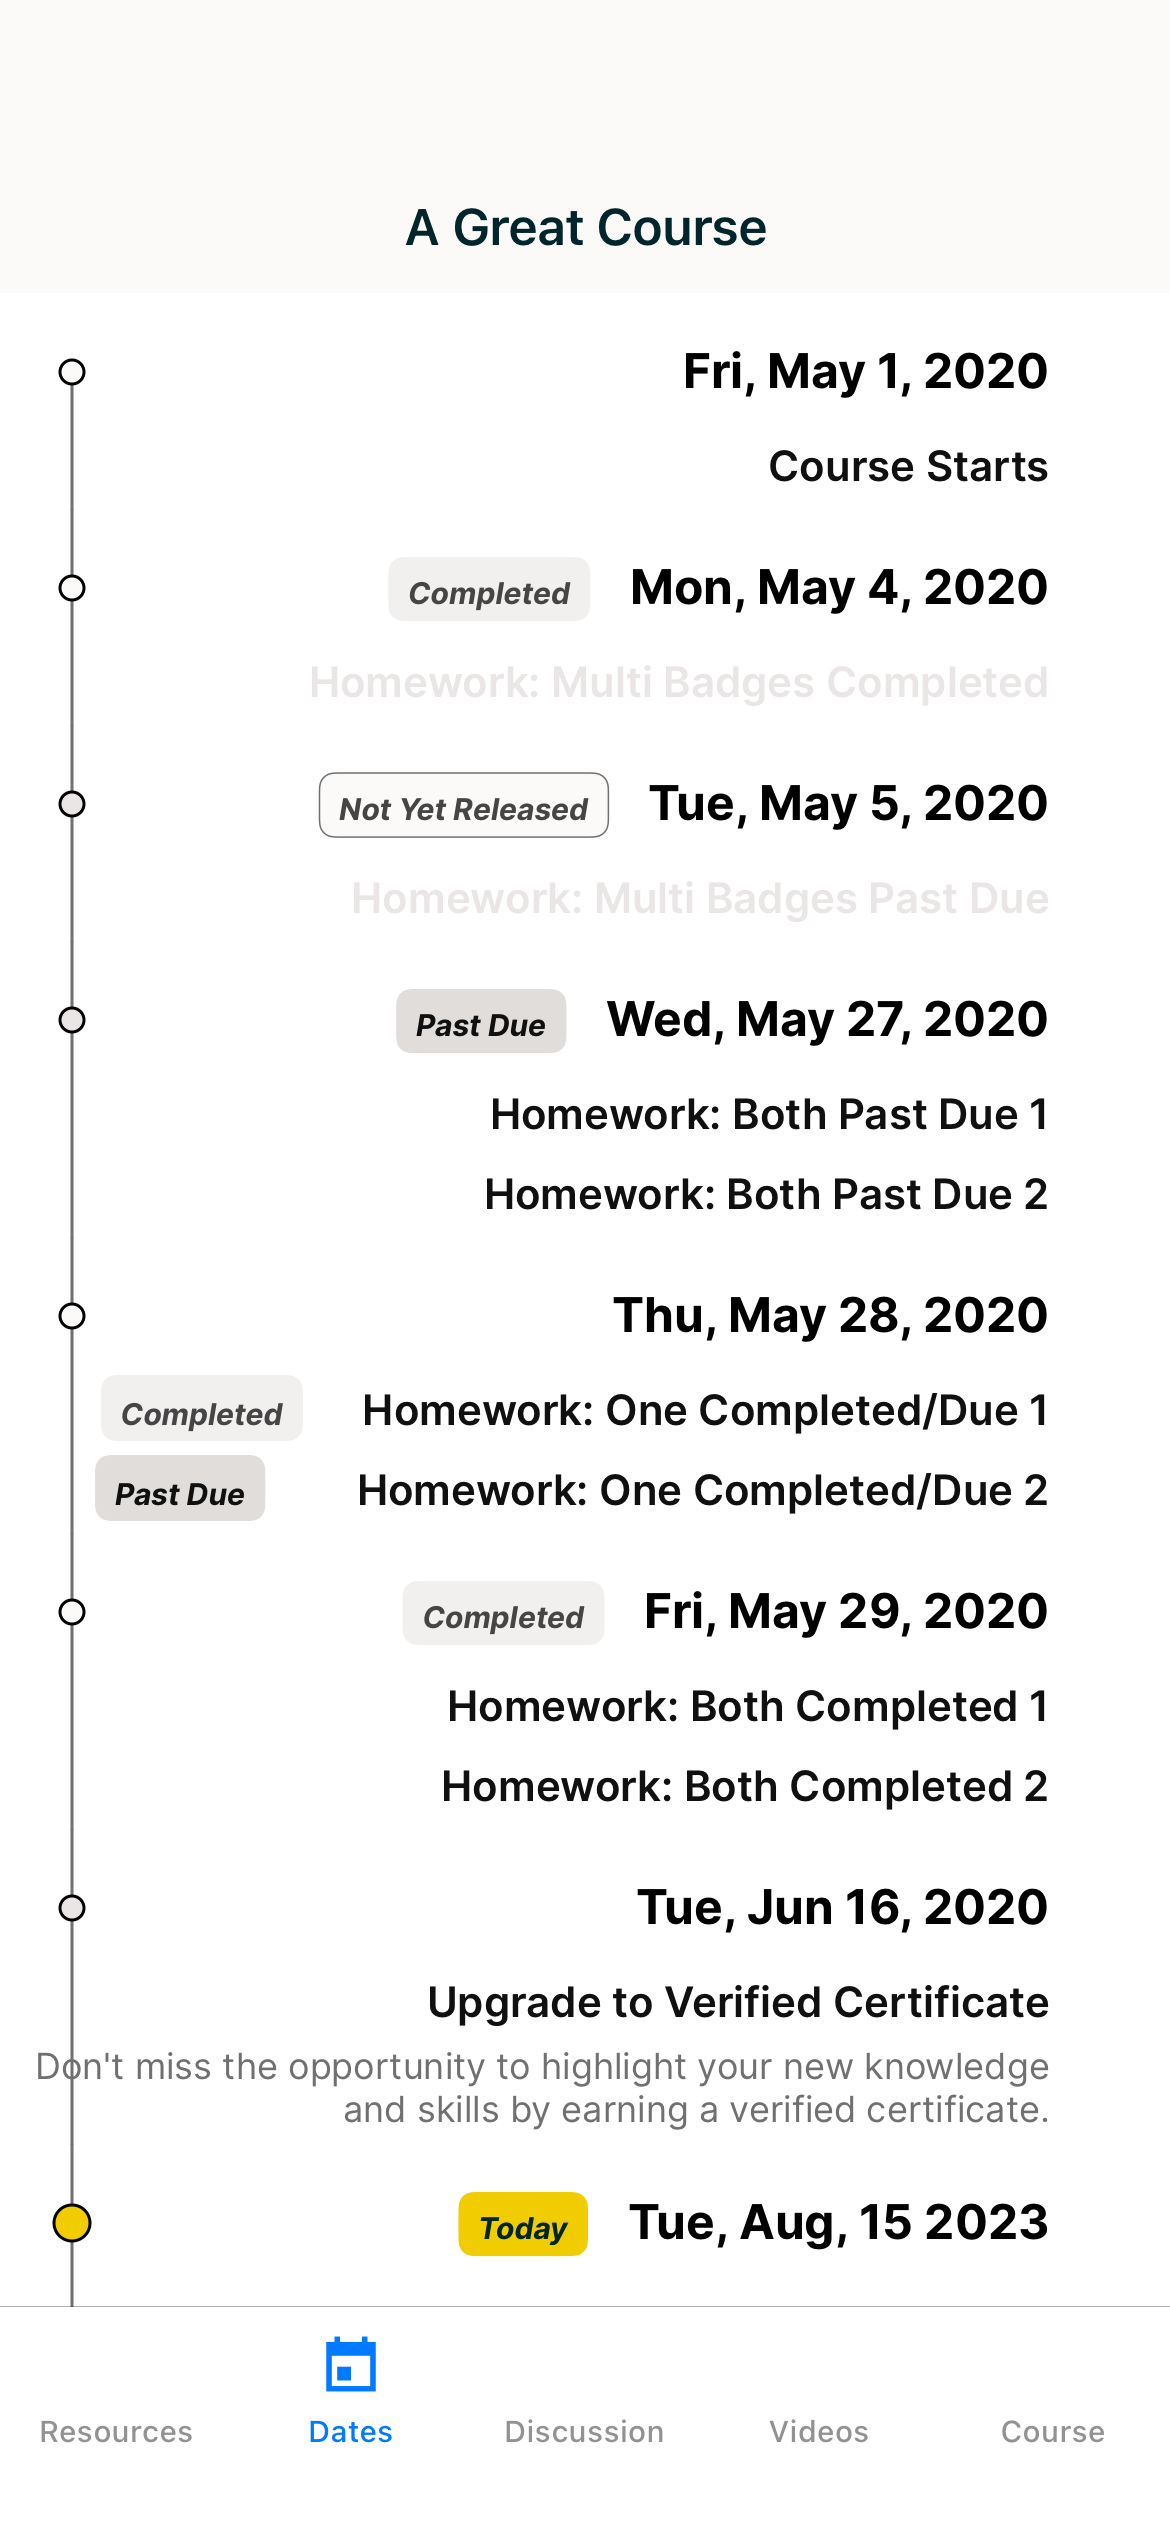 A Great Course
Fri, May 1, 2020
Course Starts
Completed Mon, May 4, 2020
Homework: Multi Badges Completed
Not Yet Released Tue, May 5, 2020
Homework: Multi Badges Past Due
Past Due Wed, May 27, 2020
Homework: Both Past Due 1
Homework: Both Past Due 2
Thu, May 28, 2020
Completed Homework: One Completed/Due 1
Past Due Homework: One Completed/Due 2
Completed Fri, May 29, 2020
Homework: Both Completed 1
Homework: Both Completed 2
Tue, Jun 16, 2020
Upgrade to Verified Certificate
Don't miss the opportunity to highlight your new knowledge
and skills by earning a verified certificate.
Today Tue, Aug, 15 2023
Resources Dates Discussion Videos Course